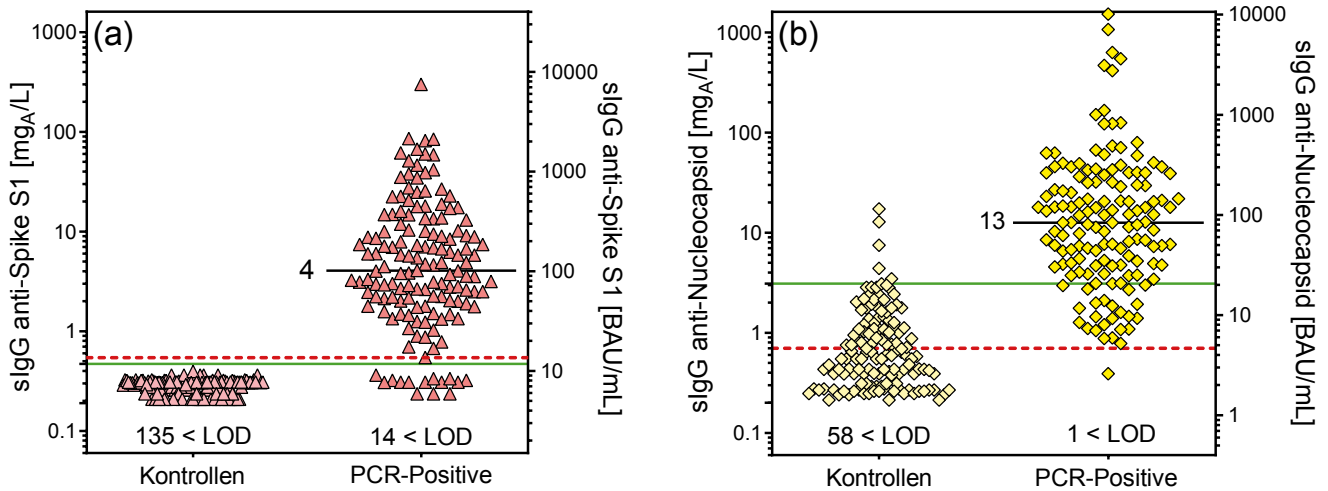 (a)
sIgG anti-Spike S1 [mgA/L]
1000
100
10
1
0.1
4
135 < LOD
14 < LOD
Kontrollen
PCR-Positive
10000
1000
100
10
sIgG anti-Spike S1 [BAU/mL]
(b)
sIgG anti-Nucleocapsid [mgA/L]
1000
100
10
1
0.1
13
58 < LOD
1 < LOD
Kontrollen
PCR-Positive
10000
1000
100
10
1
sIgG anti-Nucleocapsid [BAU/mL]